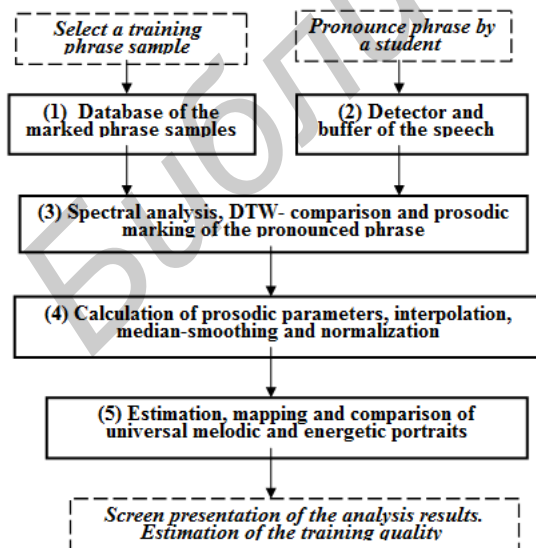 Select a training
phrase sample
Pronounce phrase by
a student
(1) Database of the
marked phrase samples
(2) Detector and
buffer of the speech
(3) Spectral analysis, DTW- comparison and prosodic
marking of the pronounced phrase
(4) Calculation of prosodic parameters, interpolation,
median-smoothing and normalization
(5) Estimation, mapping and comparison of
universal melodic and energetic portraits
Screen presentation of the analysis results.
Estimation of the training quality
Библи